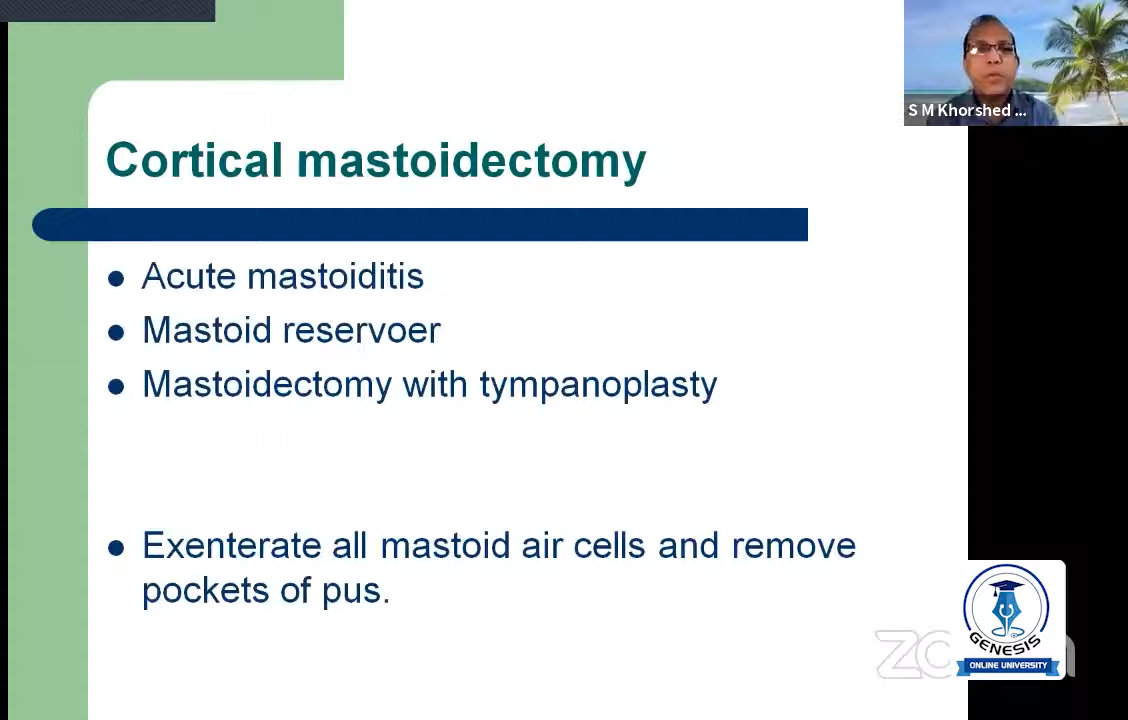 S M Khorshed ...
Cortical mastoidectomy
Acute mastoiditis
Mastoid reservoer
Mastoidectomy with tympanoplasty
Exenterate all mastoid air cells and remove
pockets of pus.
GENESIS
ONLINE UNIVERSITY